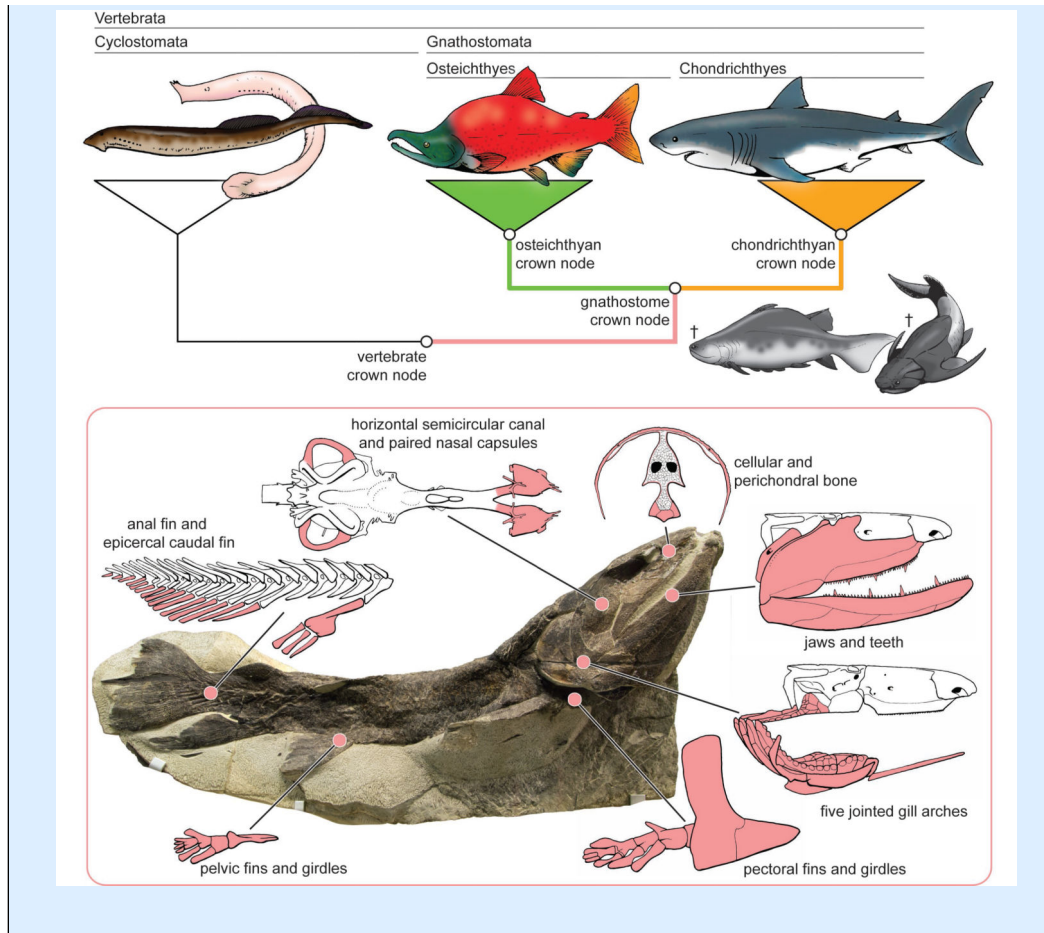 Vertebrata
Cyclostomata
Gnathostomata
Osteichthyes
Chondrichthyes
osteichthyan
crown node
chondrichthyan
crown node
gnathostome
crown node
†
†
vertebrate
crown node
horizontal semicircular canal
and paired nasal capsules
cellular and
perichondral bone
anal fin and
epicercal caudal fin
jaws and teeth
five jointed gill arches
pelvic fins and girdles
pectoral fins and girdles